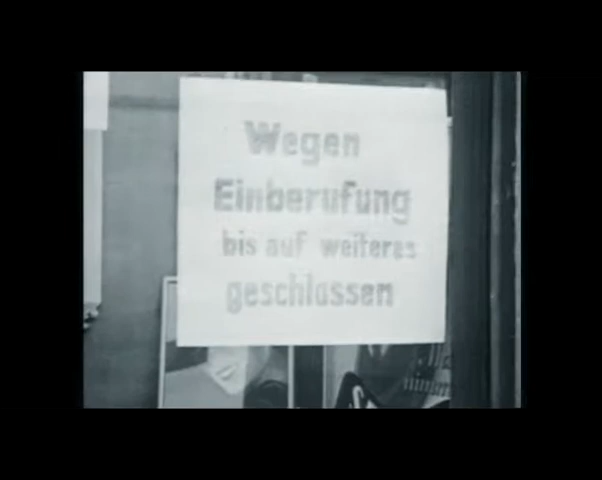 Wegen
Einberufung
bis auf weiteres
geschlossen